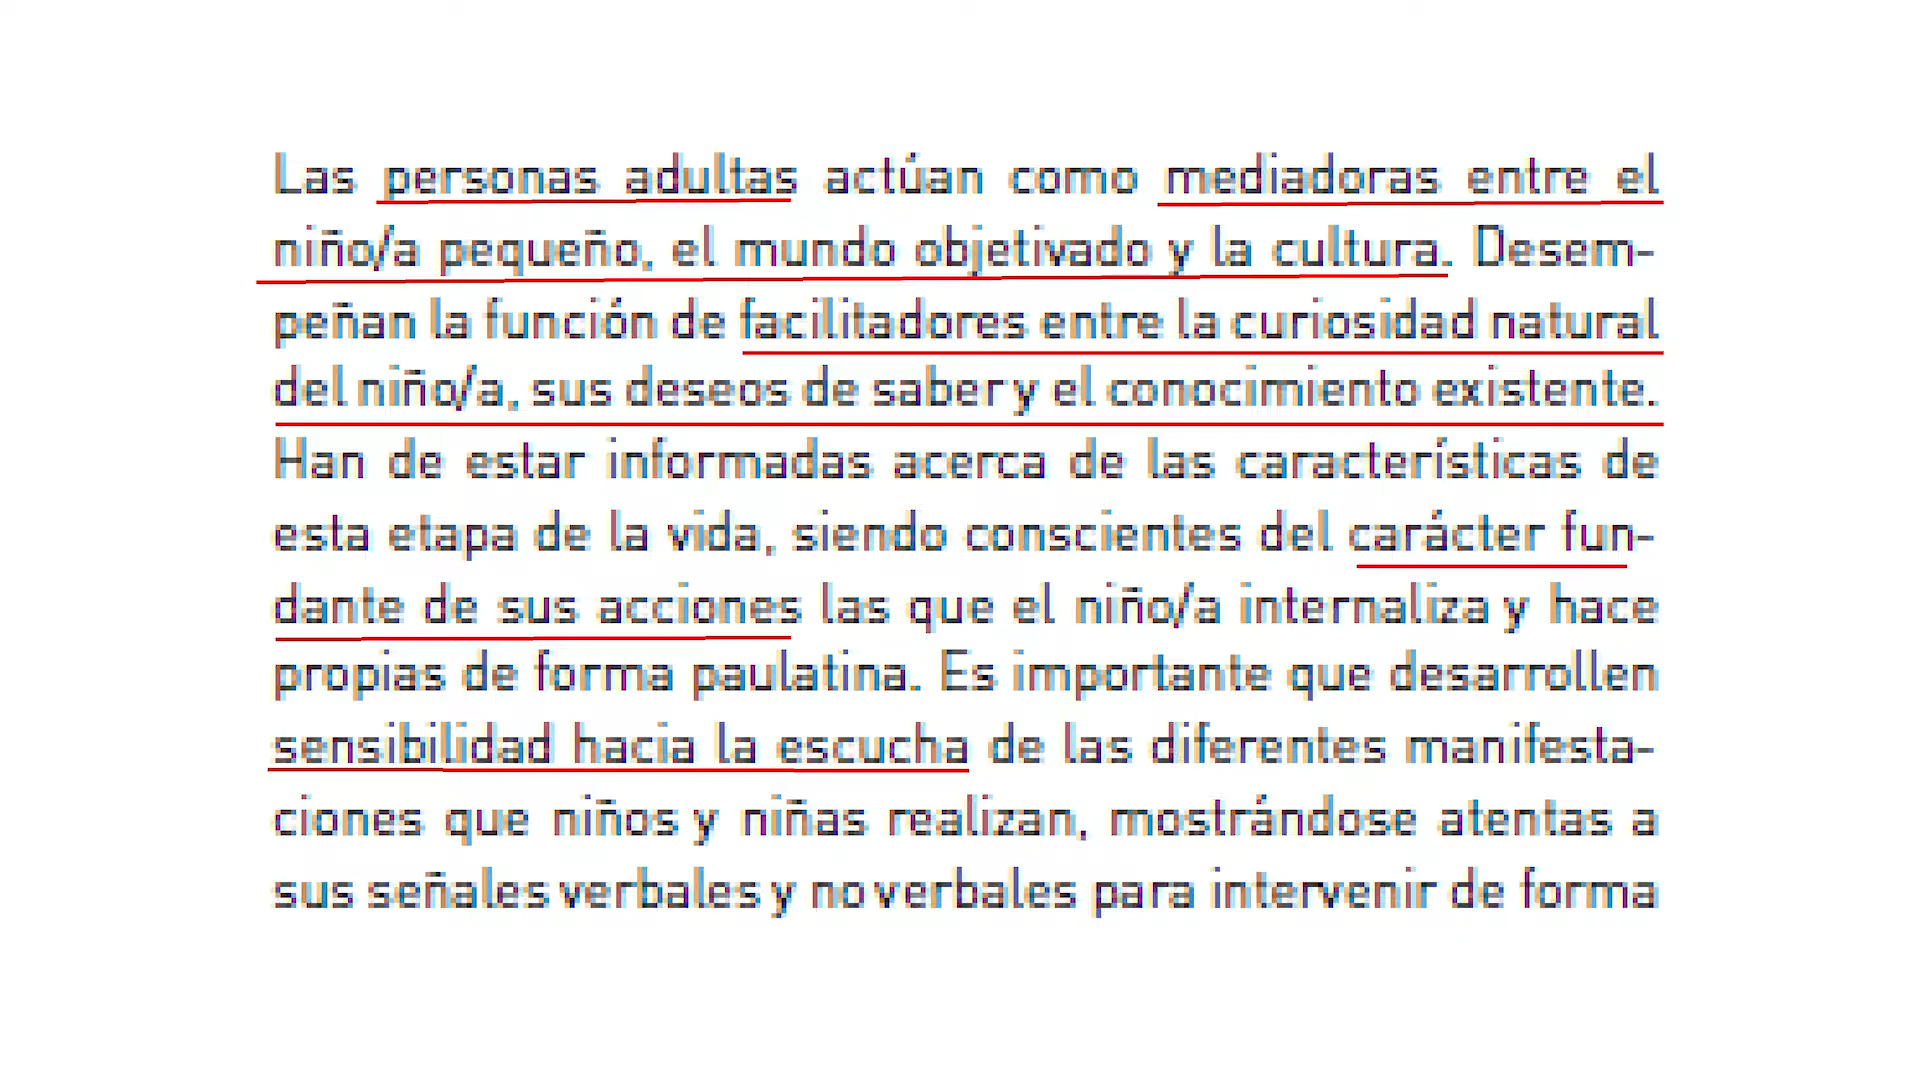 Las personas adultas actúan como mediadoras entre el
niño/a pequeño, el mundo objetivado y la cultura. Desem-
peñan la función de facilitadores entre la curiosidad natural
del niño/a, sus deseos de saber y el conocimiento existente.
Han de estar informadas acerca de las características de
esta etapa de la vida, siendo conscientes del carácter fun-
dante de sus acciones las que el niño/a internaliza y hace
propias de forma paulatina. Es importante que desarrollen
sensibilidad hacia la escucha de las diferentes manifesta-
ciones que niños y niñas realizan, mostrándose atentas a
sus señales verbales y no verbales para intervenir de forma